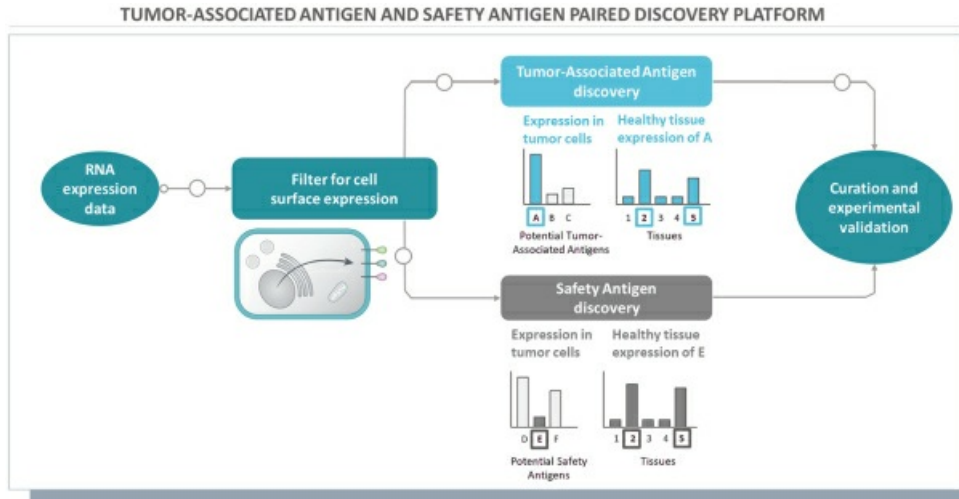 TUMOR-ASSOCIATED ANTIGEN AND SAFETY ANTIGEN PAIRED DISCOVERY PLATFORM
RNA
expression
data
Filter for cell
surface expression
Tumor-Associated Antigen
discovery
Expression in
tumor cells
A B C
Potential Tumor-
Associated Antigens
Healthy tissue
expression of A
1 2 3 4 5
Tissues
Safety Antigen
discovery
Expression in
tumor cells
D E F
Potential Safety
Antigens
Healthy tissue
expression of E
1 2 3 4 5
Tissues
Curation and
experimental
validation